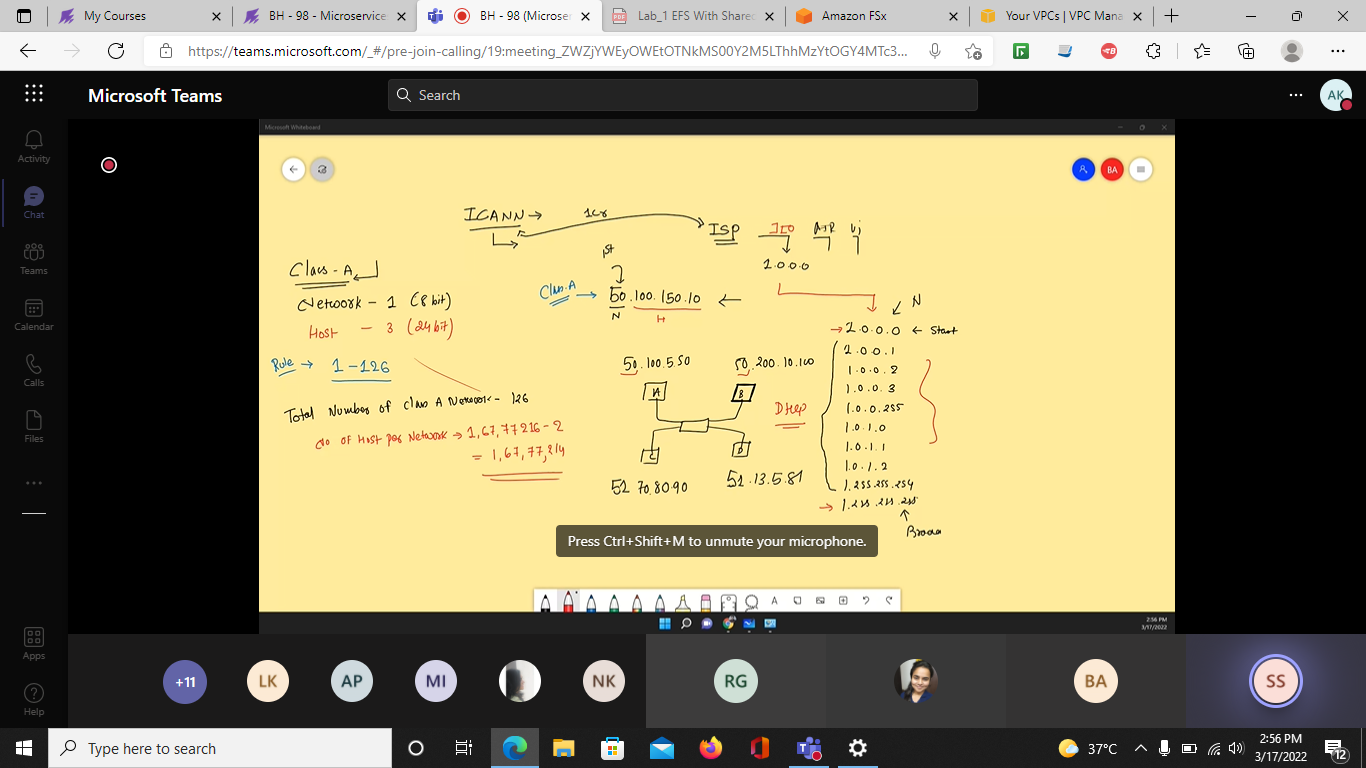 My Courses
BH - 98 - Microservice
BH - 98 (Microser
Lab_1 EFS With Share
Amazon FSx
Your VPCs | VPC Mana
https://teams.microsoft.com/_#/pre-join-calling/19:meeting_ZWZjYWEyOWEtOTNkMS00Y2M5LThhMzYtOGY4MTc3...
Microsoft Teams
Search
AK
Activity
Chat
Teams
Calendar
Calls
Files
Apps
Help
Microsoft Whiteboard
BA
ICANN → 1Cr ISP JIO AIR Vj
1.0.0.0
Class-A
Network - 1 (8 bit)
Host - 3 (24 bit)
Rule → 1-126
Total Number of Class A Network - 126
No of Host per Network → 1,67,77216-2
= 1,67,77,214
1st
Class.A → 50.100.150.10 ←
N H
50.100.5.50
50.200.10.100
A
B
C
D
52 70.80.90
52.13.5.81
DHCP
N
→ 1.0.0.0 ← Start
1.0.0.1
1.0.0.2
1.0.0.3
1.0.0.255
1.0.1.0
1.0.1.1
1.0.1.2
1.255.255.254
→ 1.255.255.255
Broad
Press Ctrl+Shift+M to unmute your microphone.
A
2:56 PM
3/17/2022
+11
LK
AP
MI
NK
RG
BA
SS
Type here to search
37°C
2:56 PM
3/17/2022
12